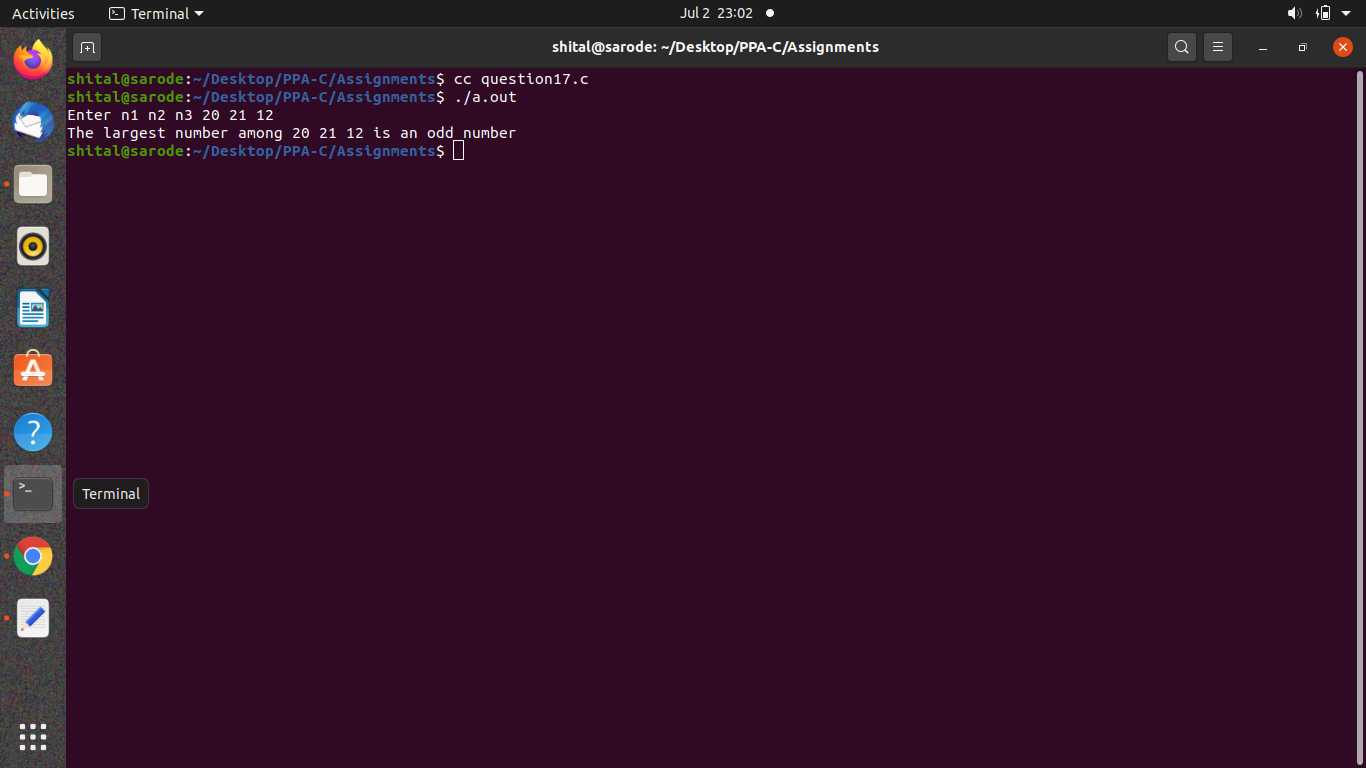 Activities
Terminal
Jul 2 23:02
shital@sarode: ~/Desktop/PPA-C/Assignments
shital@sarode:~/Desktop/PPA-C/Assignments$ cc question17.c
shital@sarode:~/Desktop/PPA-C/Assignments$ ./a.out
Enter n1 n2 n3 20 21 12
The largest number among 20 21 12 is an odd number
shital@sarode:~/Desktop/PPA-C/Assignments$
Terminal